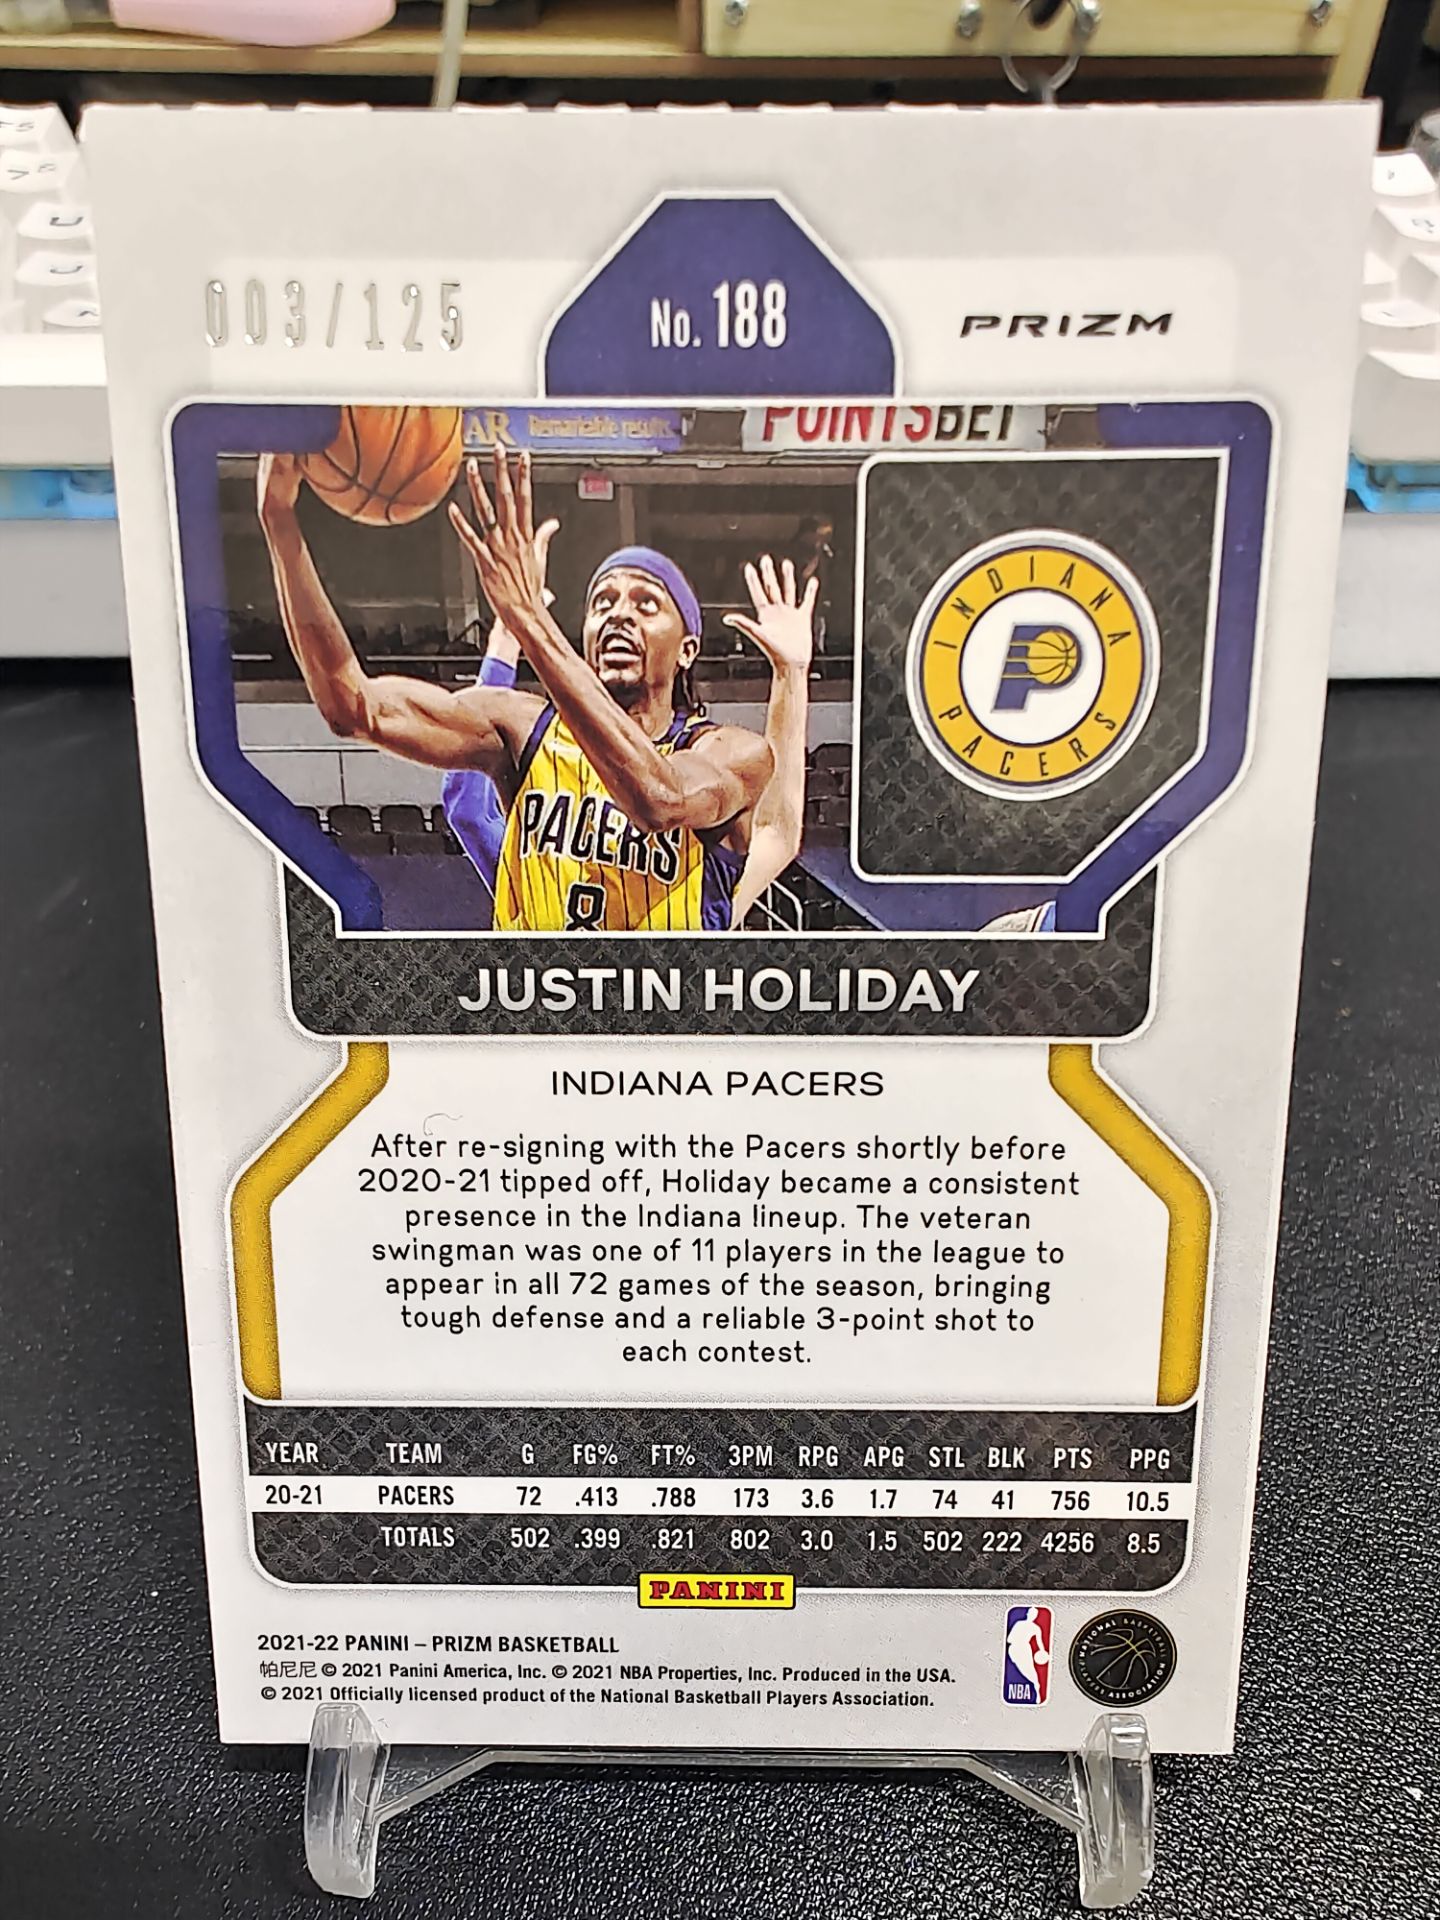 003/125
No. 188
PRIZM
AR Remarkable results.
POINTSBET
INDIANA
PACERS
PACERS
8
JUSTIN HOLIDAY
INDIANA PACERS
After re-signing with the Pacers shortly before
2020-21 tipped off, Holiday became a consistent
presence in the Indiana lineup. The veteran
swingman was one of 11 players in the league to
appear in all 72 games of the season, bringing
tough defense and a reliable 3-point shot to
each contest.
YEAR TEAM G FG% FT% 3PM RPG APG STL BLK PTS PPG
20-21 PACERS 72 .413 .788 173 3.6 1.7 74 41 756 10.5
TOTALS 502 .399 .821 802 3.0 1.5 502 222 4256 8.5
PANINI
2021-22 PANINI – PRIZM BASKETBALL
帕尼尼 © 2021 Panini America, Inc. © 2021 NBA Properties, Inc. Produced in the USA.
© 2021 Officially licensed product of the National Basketball Players Association.
NBA
NATIONAL BASKETBALL
PLAYERS ASSOCIATION